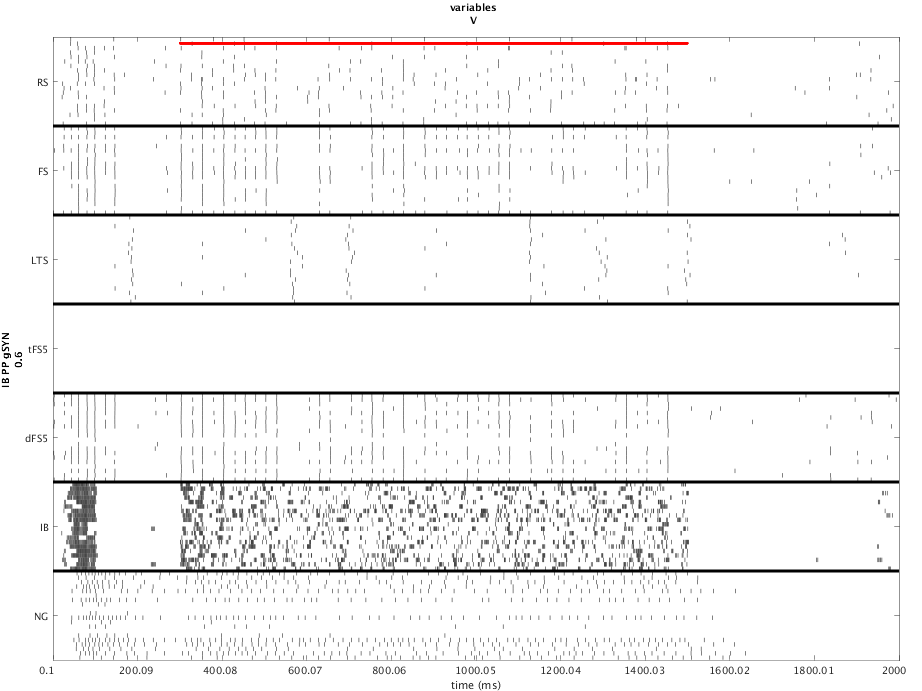 variables
V
RS
FS
LTS
tFS5
dFS5
IB
NG
IB PP gSYN
0.6
0.1
200.09
400.08
600.07
800.06
1000.05
1200.04
1400.03
1600.02
1800.01
2000
time (ms)